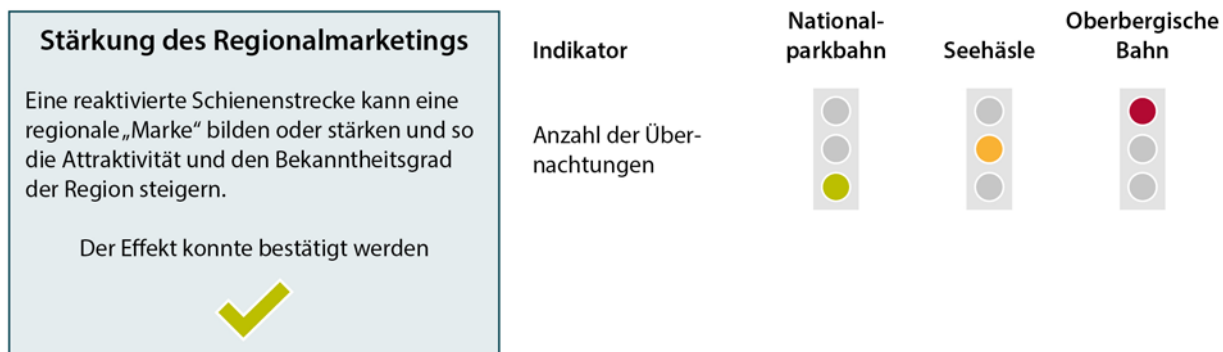 Stärkung des Regionalmarketings
Eine reaktivierte Schienenstrecke kann eine
regionale „Marke“ bilden oder stärken und so
die Attraktivität und den Bekanntheitsgrad
der Region steigern.
Der Effekt konnte bestätigt werden
Indikator
National-
parkbahn
Seehäsle
Oberbergische
Bahn
Anzahl der Über-
nachtungen